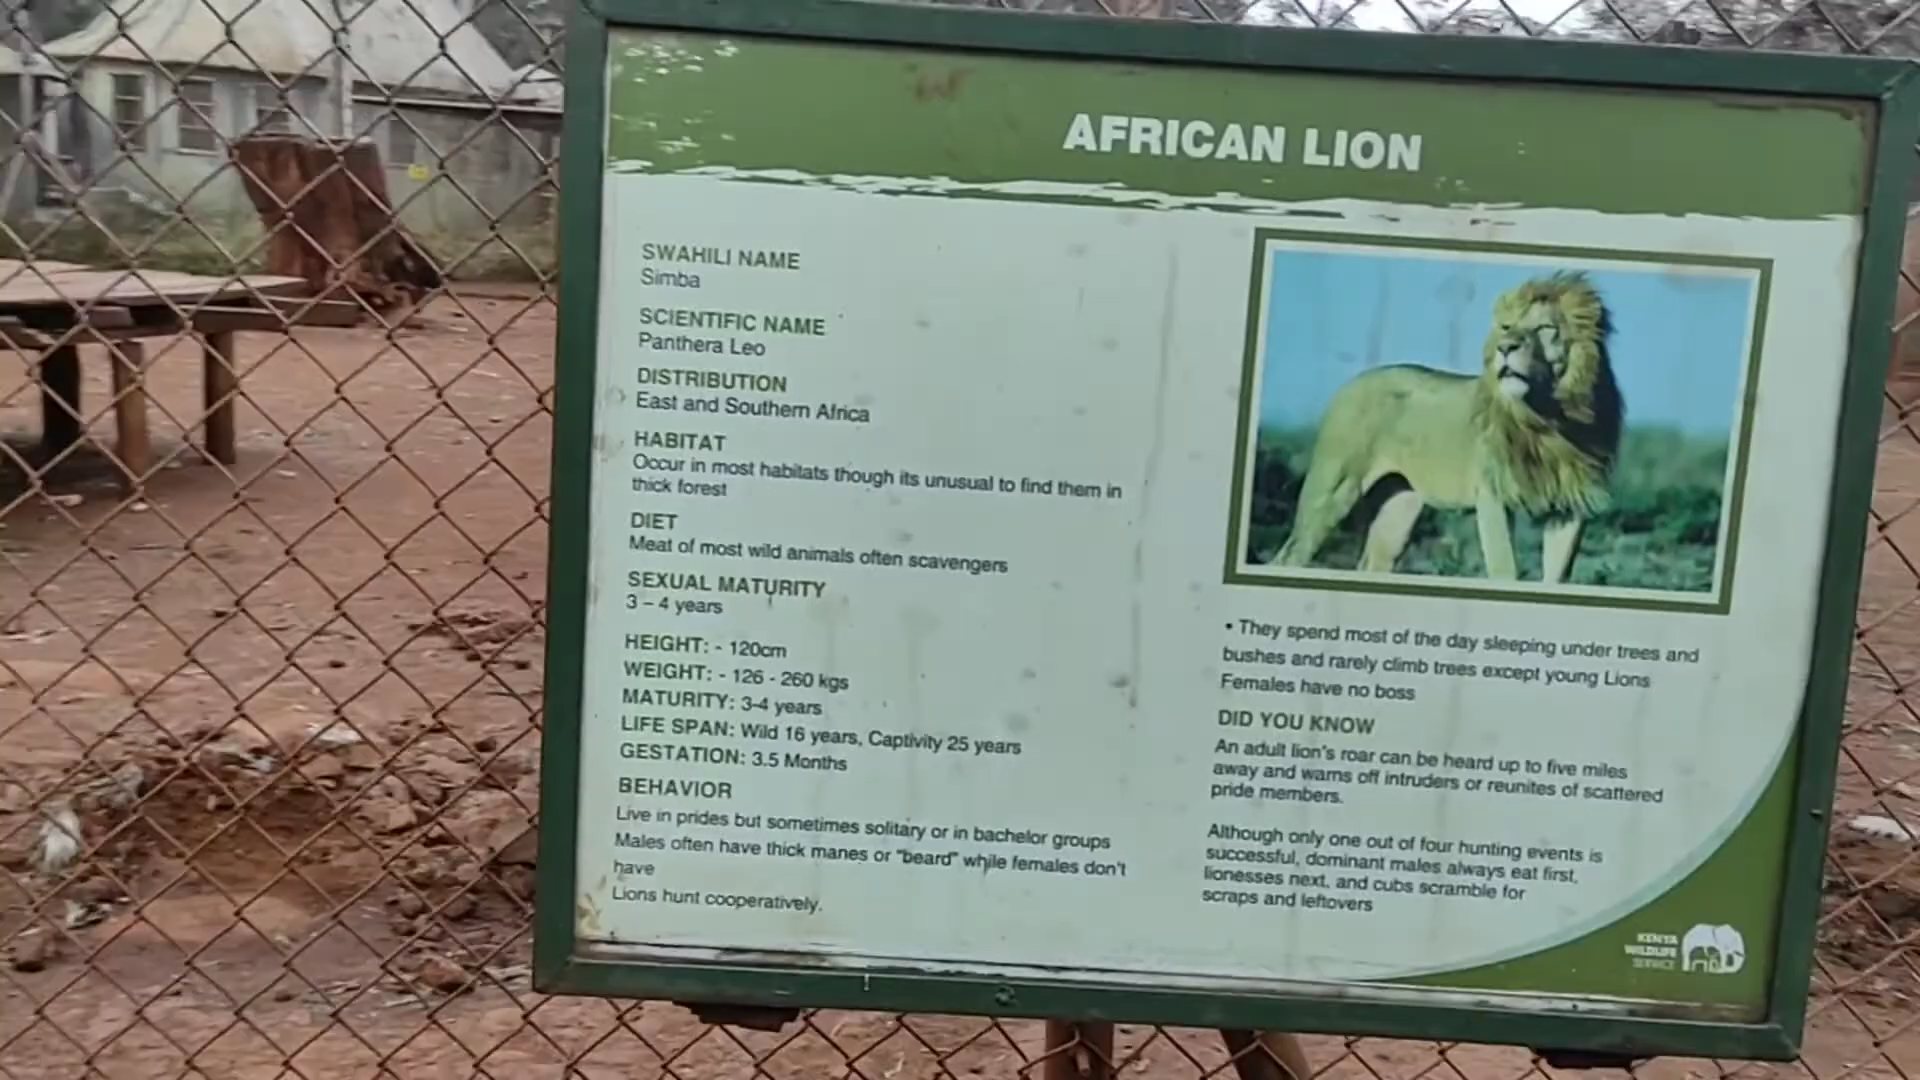 AFRICAN LION
SWAHILI NAME
Simba
SCIENTIFIC NAME
Panthera Leo
DISTRIBUTION
East and Southern Africa
HABITAT
Occur in most habitats though its unusual to find them in
thick forest
DIET
Meat of most wild animals often scavengers
SEXUAL MATURITY
3 – 4 years
HEIGHT: - 120cm
WEIGHT: - 126 - 260 kgs
MATURITY: 3-4 years
LIFE SPAN: Wild 16 years, Captivity 25 years
GESTATION: 3.5 Months
BEHAVIOR
Live in prides but sometimes solitary or in bachelor groups
Males often have thick manes or "beard" while females don't
have
Lions hunt cooperatively.
• They spend most of the day sleeping under trees and
bushes and rarely climb trees except young Lions
Females have no boss
DID YOU KNOW
An adult lion's roar can be heard up to five miles
away and warns off intruders or reunites of scattered
pride members.
Although only one out of four hunting events is
successful, dominant males always eat first,
lionesses next, and cubs scramble for
scraps and leftovers
KENYA
WILDLIFE
SERVICE